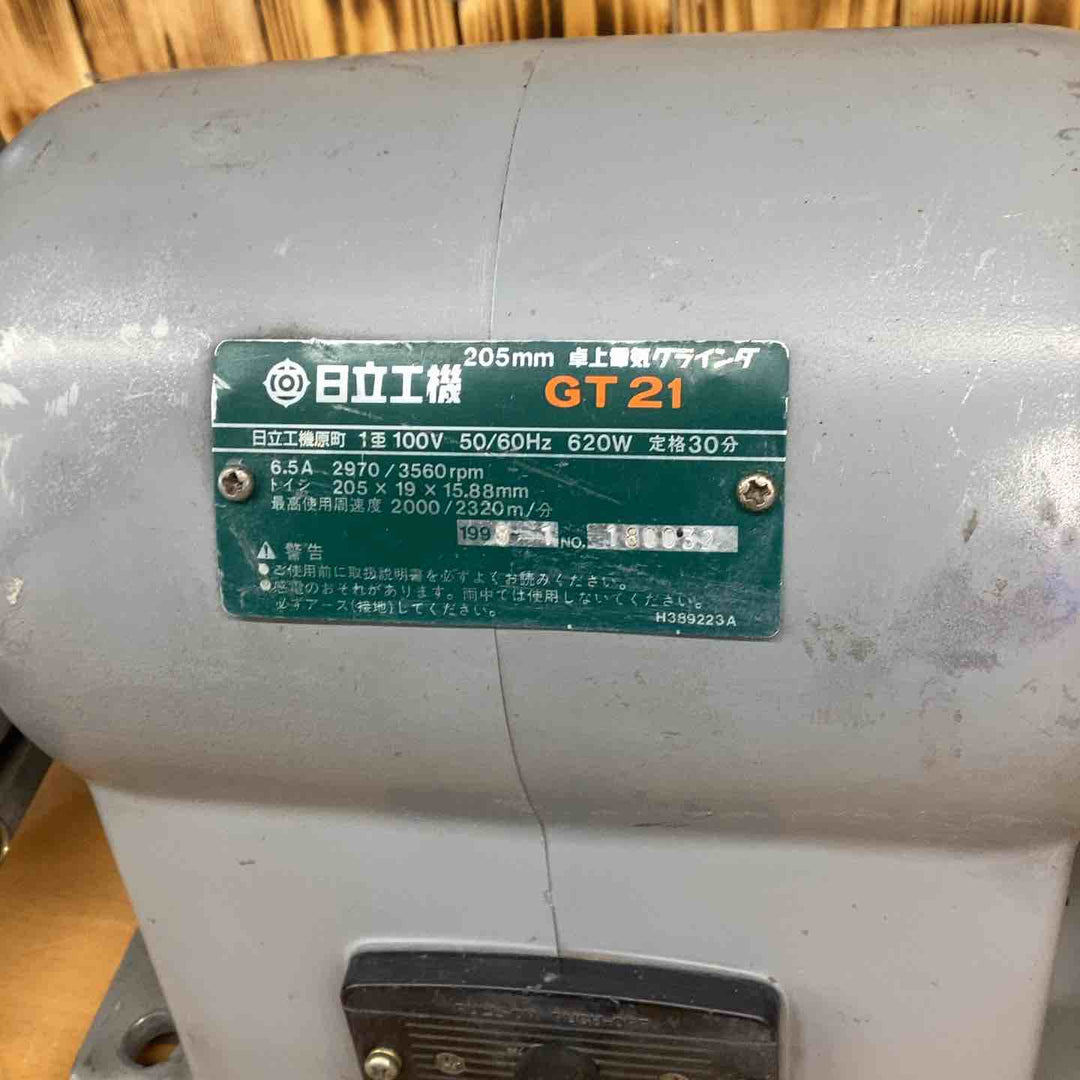 205mm 卓上電気グラインダ
日立工機 GT 21
日立工機原町 1 100V 50/60Hz 620W 定格30分
6.5A 2970/3560rpm
トイシ 205×19×15.88mm
最高使用周速度 2000/2320m/分
199 1 NO.
警告
●ご使用前に取扱説明書を必ずよくお読みください。
●感電のおそれがあります。雨中では使用しないでください。
必ずアース(接地)してください。
H389223A